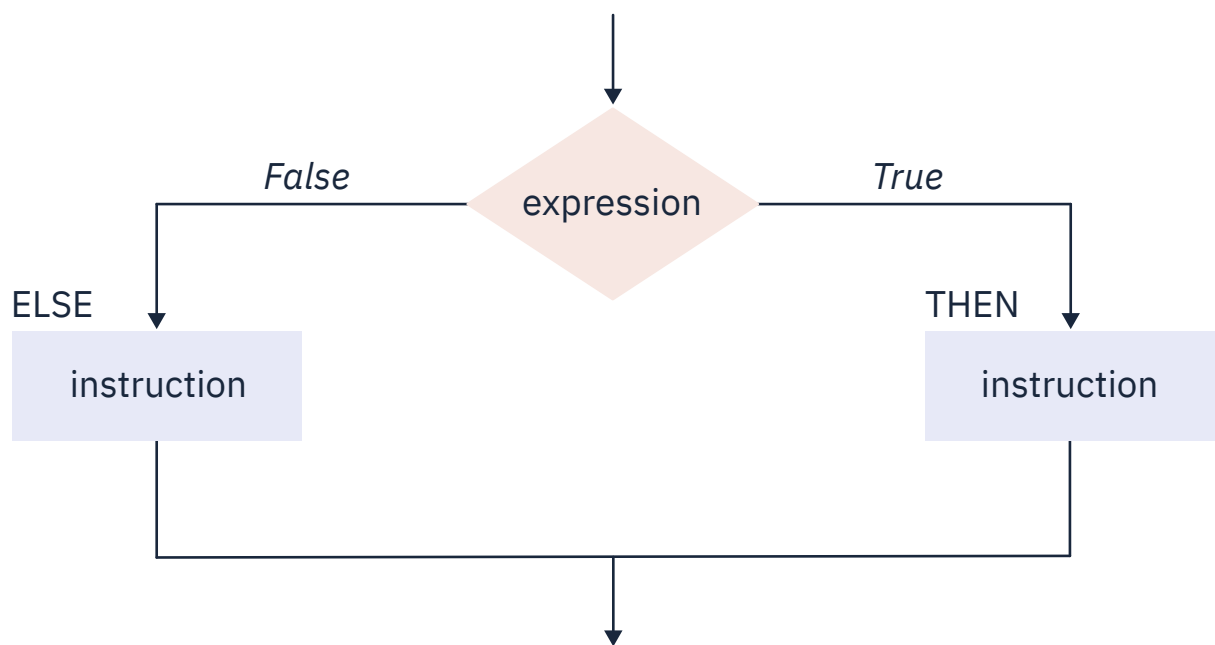 False
True
expression
ELSE
THEN
instruction
instruction